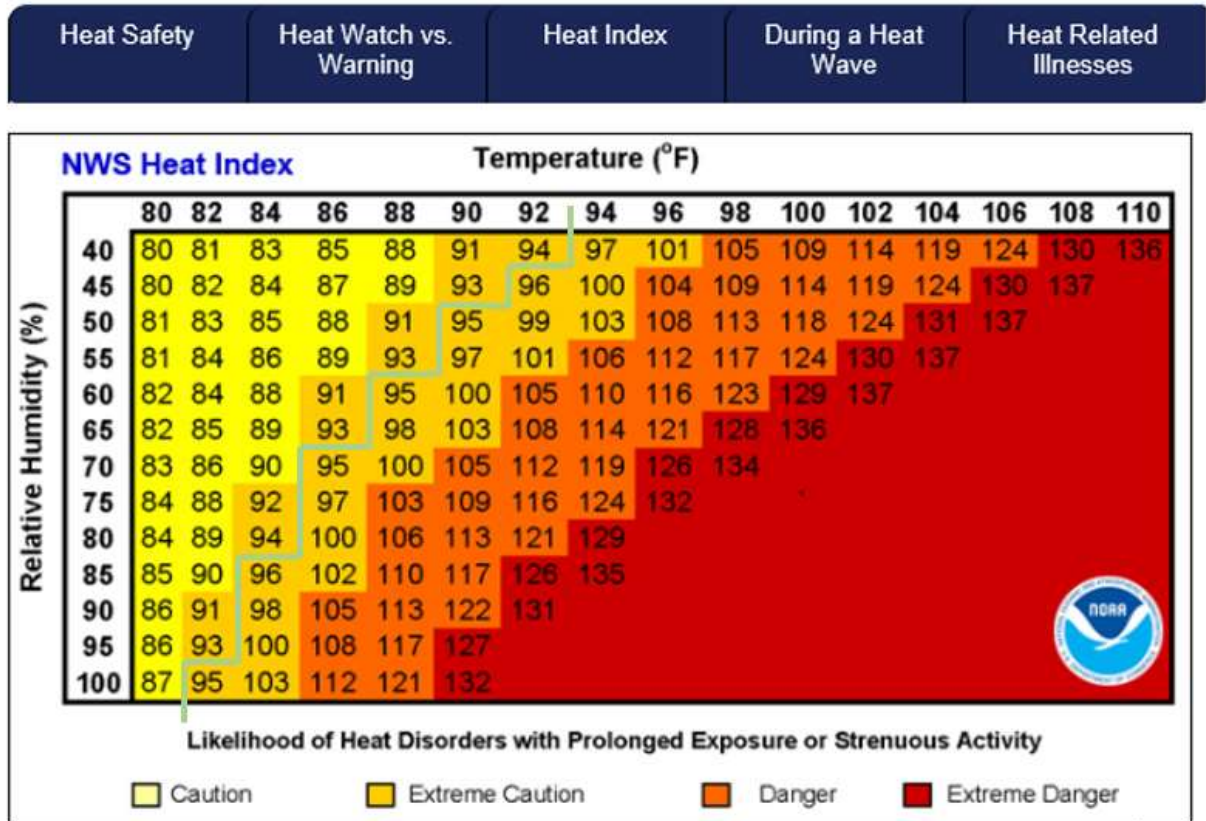 Heat Safety
Heat Watch vs.
Warning
Heat Index
During a Heat
Wave
Heat Related
Illnesses
NWS Heat Index
Temperature (°F)
80 82 84 86 88 90 92 94 96 98 100 102 104 106 108 110
Relative Humidity (%)
40 80 81 83 85 88 91 94 97 101 105 109 114 119 124 130 136
45 80 82 84 87 89 93 96 100 104 109 114 119 124 130 137
50 81 83 85 88 91 95 99 103 108 113 118 124 131 137
55 81 84 86 89 93 97 101 106 112 117 124 130 137
60 82 84 88 91 95 100 105 110 116 123 129 137
65 82 85 89 93 98 103 108 114 121 128 136
70 83 86 90 95 100 105 112 119 126 134
75 84 88 92 97 103 109 116 124 132
80 84 89 94 100 106 113 121 129
85 85 90 96 102 110 117 126 135
90 86 91 98 105 113 122 131
95 86 93 100 108 117 127
100 87 95 103 112 121 132
NOAA
Likelihood of Heat Disorders with Prolonged Exposure or Strenuous Activity
Caution
Extreme Caution
Danger
Extreme Danger